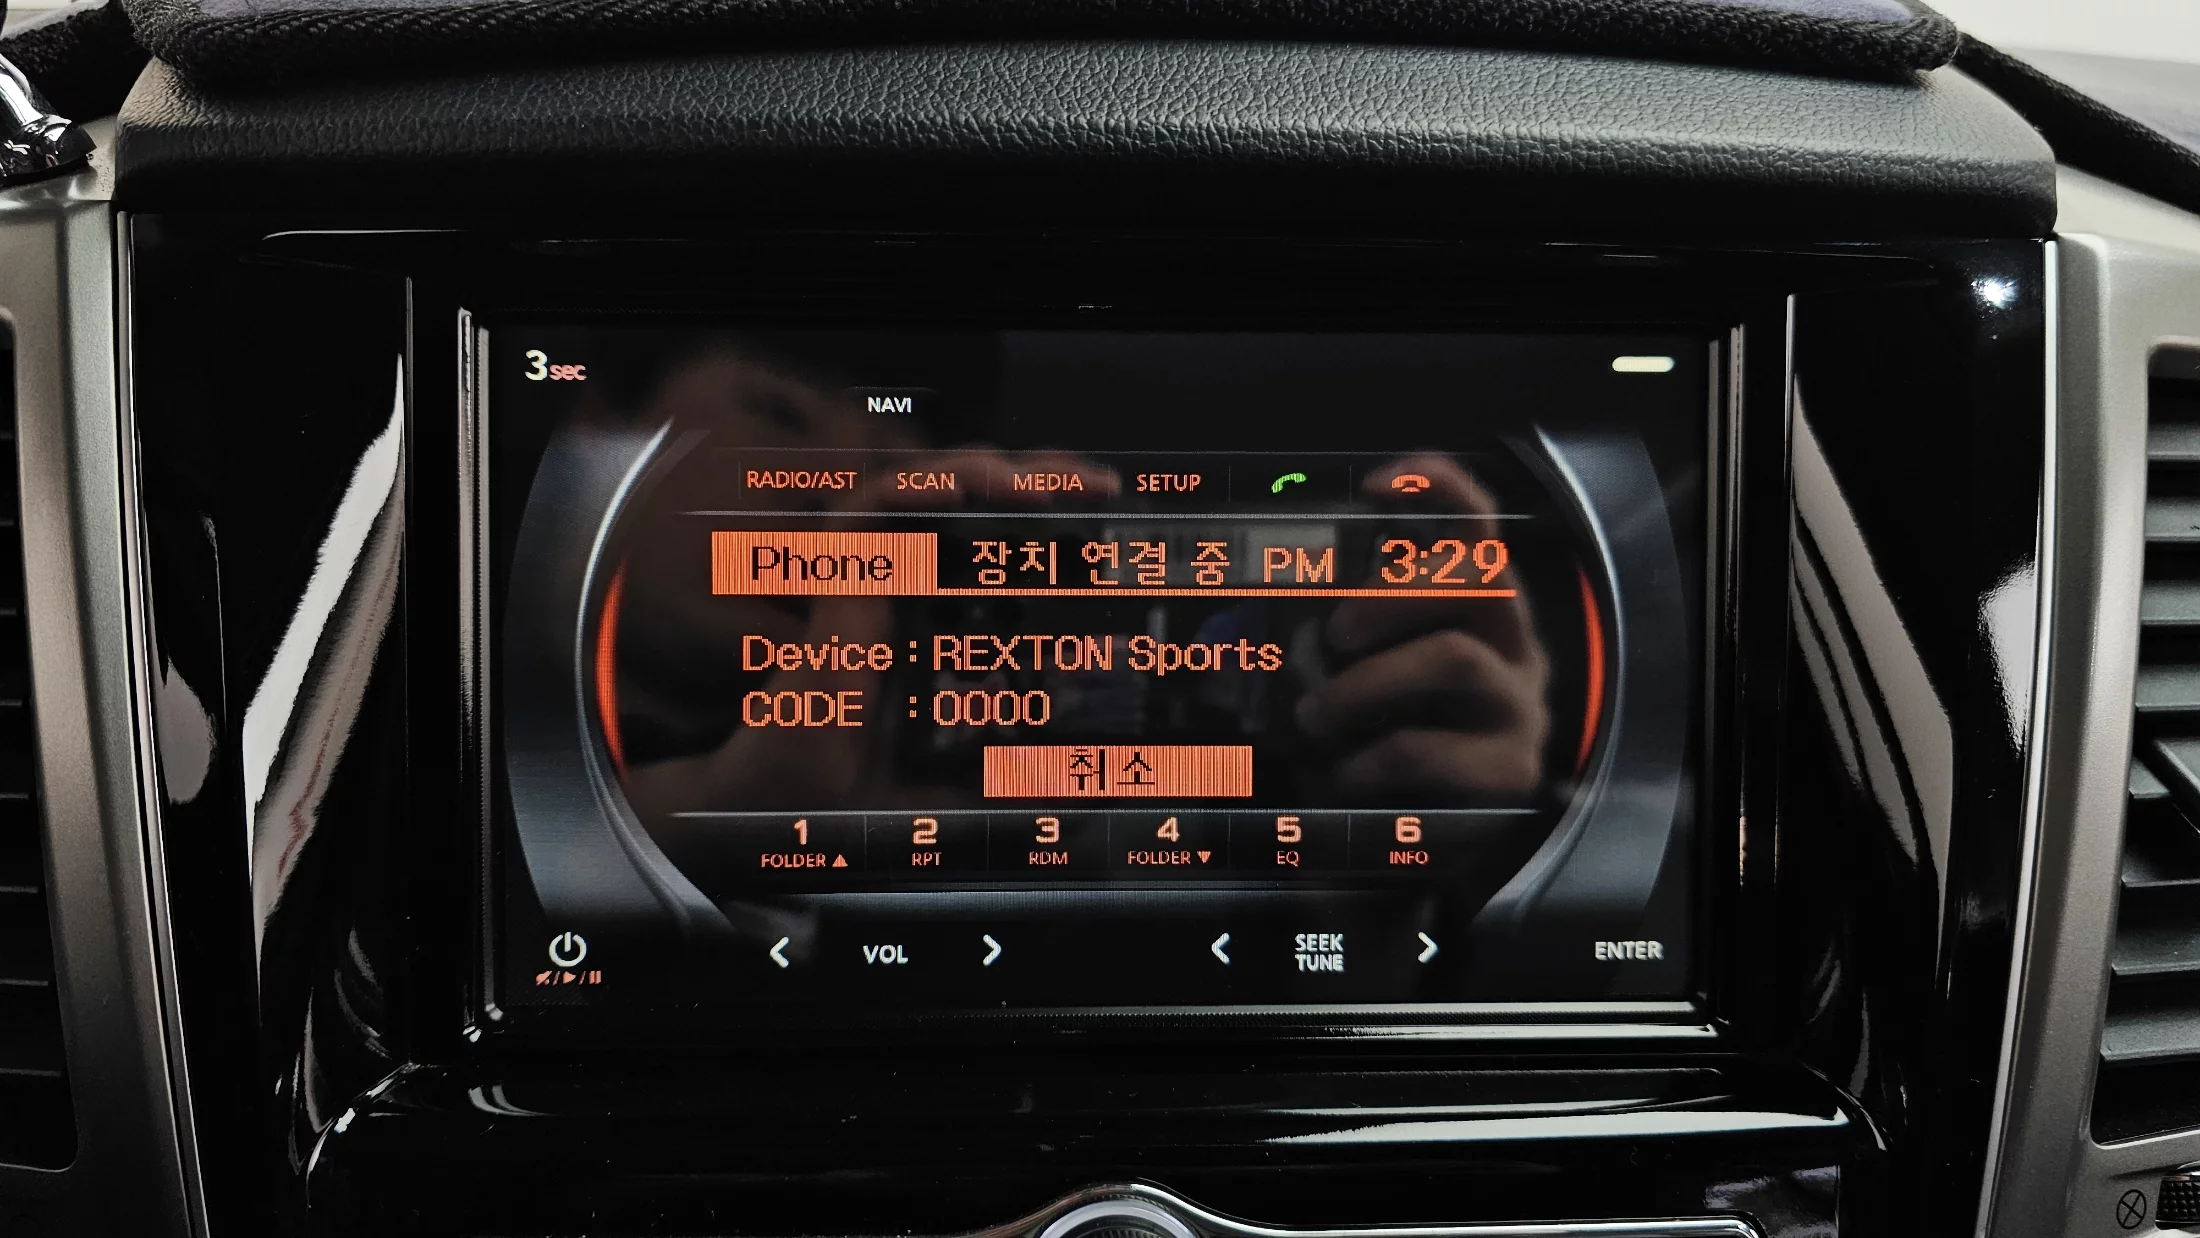 3sec
NAVI
RADIO/AST SCAN MEDIA SETUP
Phone 장치 연결 중 PM 3:29
Device : REXTON Sports
CODE : 0000
취소
1 2 3 4 5 6
FOLDER▲ RPT RDM FOLDER▼ EQ INFO
< VOL > < SEEK TUNE > ENTER